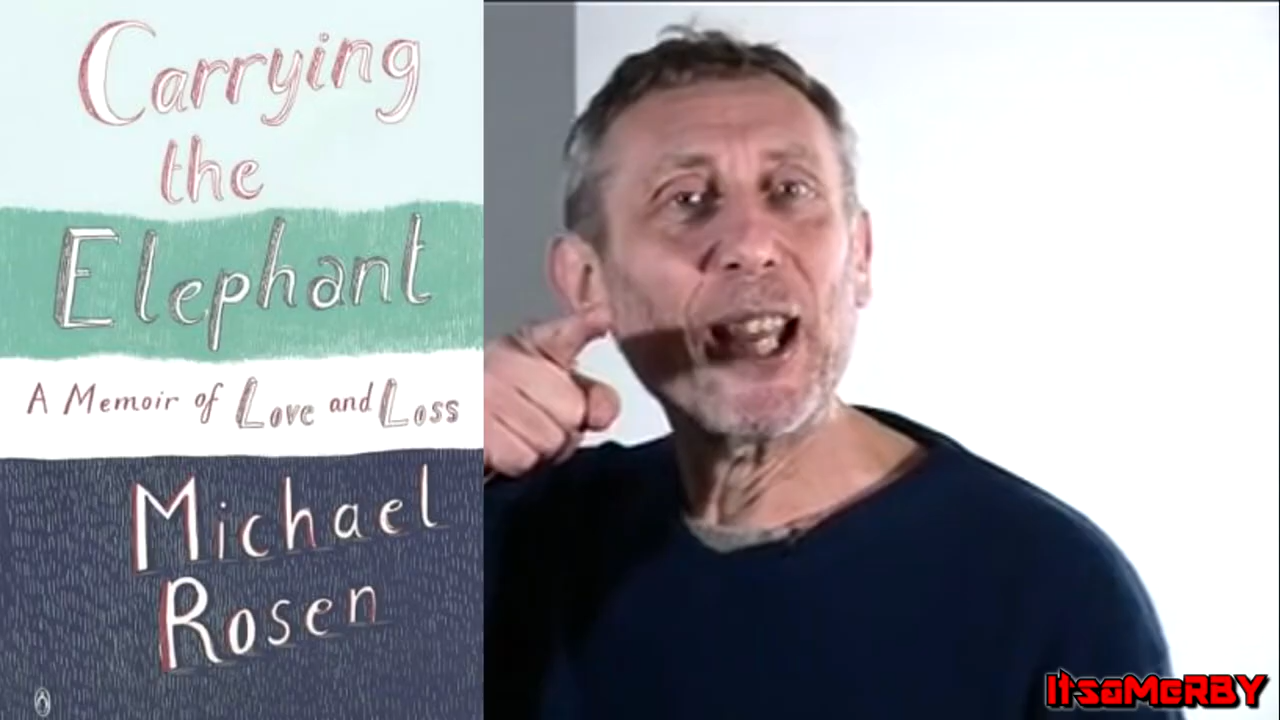 Carrying
the
Elephant
A Memoir of Love and Loss
Michael
Rosen
ItsaMeRBY